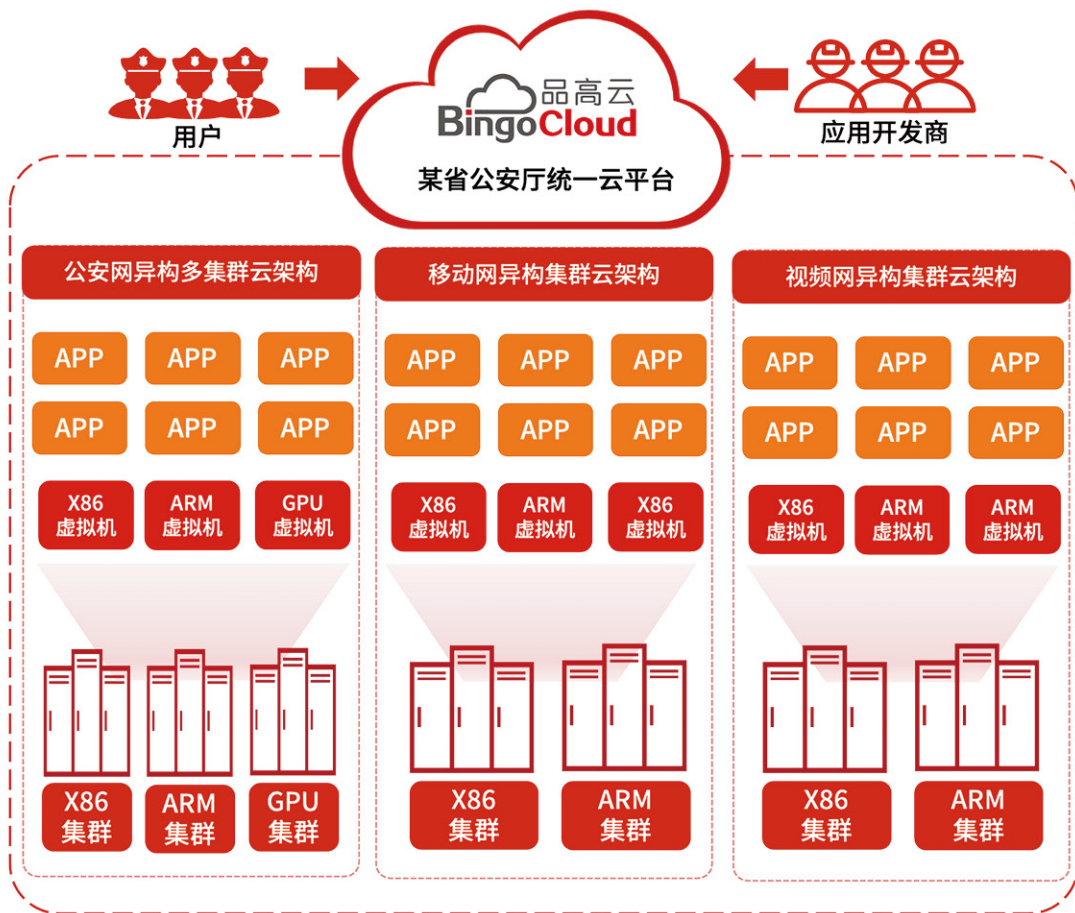 用户
品高云
BingoCloud
某省公安厅统一云平台
应用开发商
公安网异构多集群云架构
APP
APP
APP
APP
APP
APP
X86
虚拟机
ARM
虚拟机
GPU
虚拟机
X86
集群
ARM
集群
GPU
集群
移动网异构集群云架构
APP
APP
APP
APP
APP
APP
X86
虚拟机
ARM
虚拟机
X86
虚拟机
X86
集群
ARM
集群
视频网异构集群云架构
APP
APP
APP
APP
APP
APP
X86
虚拟机
ARM
虚拟机
ARM
虚拟机
X86
集群
ARM
集群